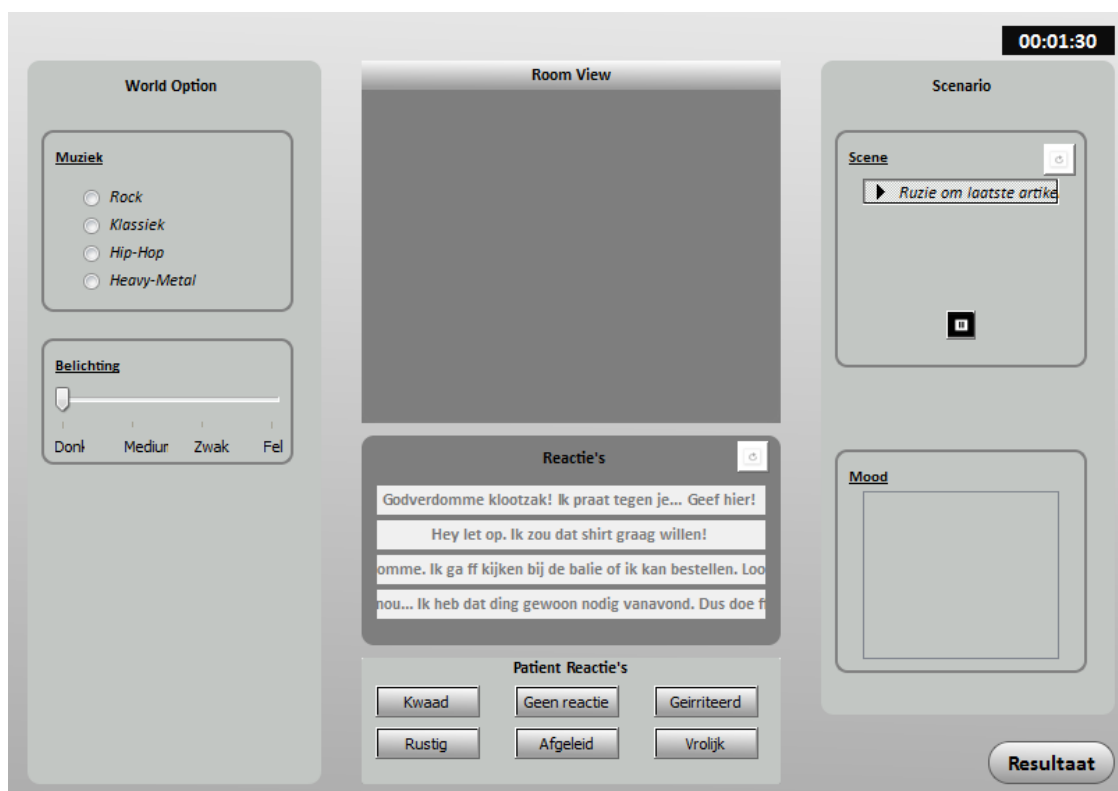 00:01:30
World Option
Muziek
Rock
Klassiek
Hip-Hop
Heavy-Metal
Belichting
Donk Mediur Zwak Fel
Room View
Reactie's
Godverdomme klootzak! Ik praat tegen je... Geef hier!
Hey let op. Ik zou dat shirt graag willen!
omme. Ik ga ff kijken bij de balie of ik kan bestellen. Loo
nou... Ik heb dat ding gewoon nodig vanavond. Dus doe f
Patient Reactie's
Kwaad Geen reactie Geirriteerd
Rustig Afgeleid Vrolijk
Scenario
Scene
Ruzie om laatste artike
Mood
Resultaat